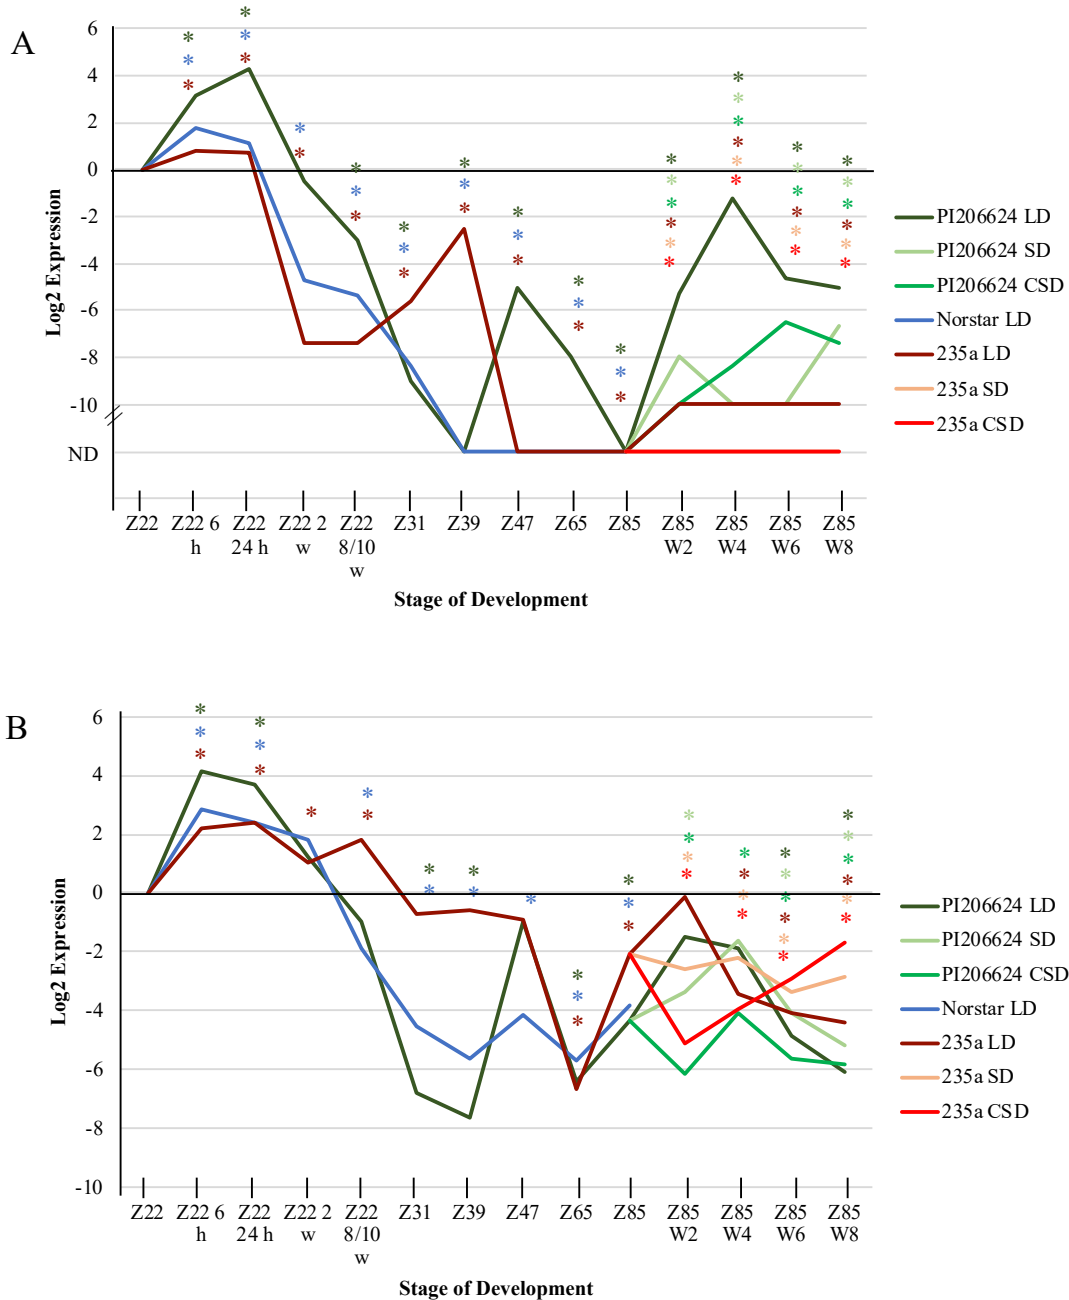 A
6
4
2
0
-2
-4
-6
-8
-10
ND
Log2 Expression
* * * * * * * * * * * * *
PI206624 LD
PI206624 SD
PI206624 CSD
Norstar LD
235a LD
235a SD
235a CSD
Z22 Z22 6 Z22 Z22 2 Z22 Z31 Z39 Z47 Z65 Z85 Z85 Z85 Z85 Z85
h 24 h w 8/10 W2 W4 W6 W8
w
Stage of Development
B
6
4
2
0
-2
-4
-6
-8
-10
Log2 Expression
* * * * * * * * * * * * *
PI206624 LD
PI206624 SD
PI206624 CSD
Norstar LD
235a LD
235a SD
235a CSD
Z22 Z22 6 Z22 Z22 2 Z22 Z31 Z39 Z47 Z65 Z85 Z85 Z85 Z85 Z85
h 24 h w 8/10 W2 W4 W6 W8
w
Stage of Development